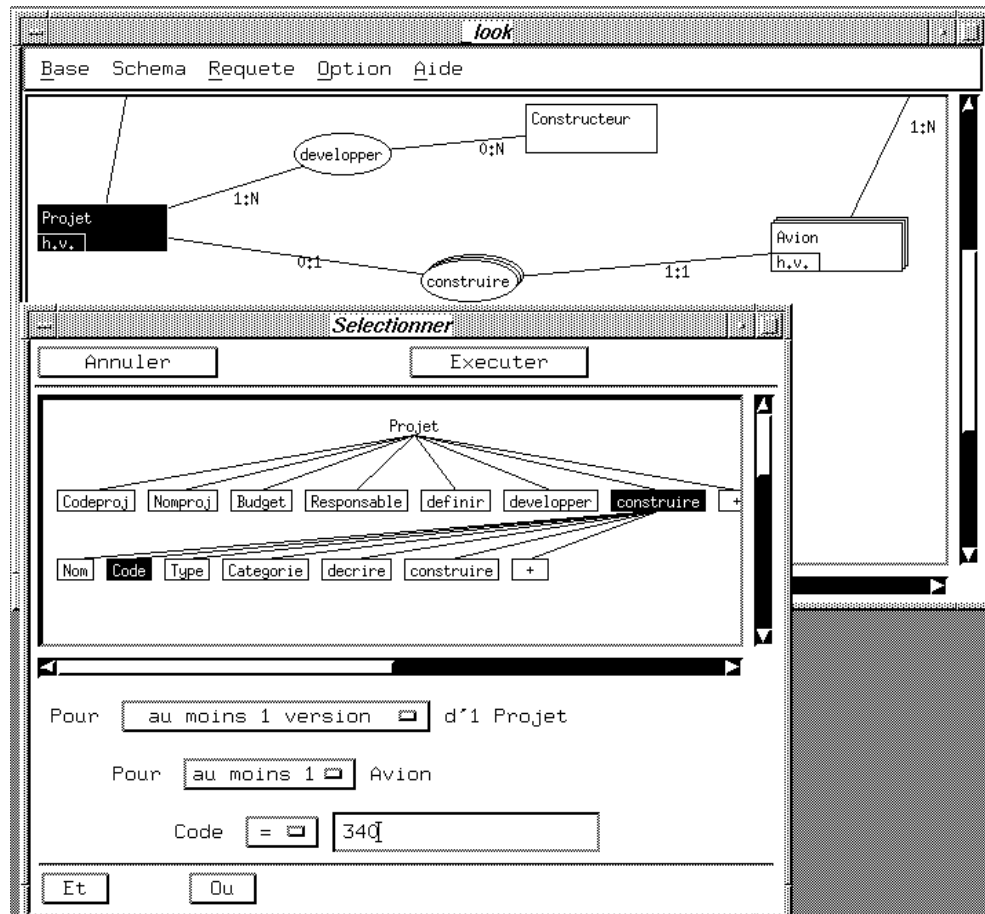 _look
Base Schema Requete Option Aide
Constructeur
1:N
developper
0:N
1:N
Projet
h.v.
Avion
h.v.
0:1
construire
1:1
Selectionner
Annuler Executer
Projet
Codeproj Nomproj Budget Responsable definir developper construire +
Nom Code Type Categorie decrire construire +
Pour au moins 1 version d'1 Projet
Pour au moins 1 Avion
Code = 340
Et Ou